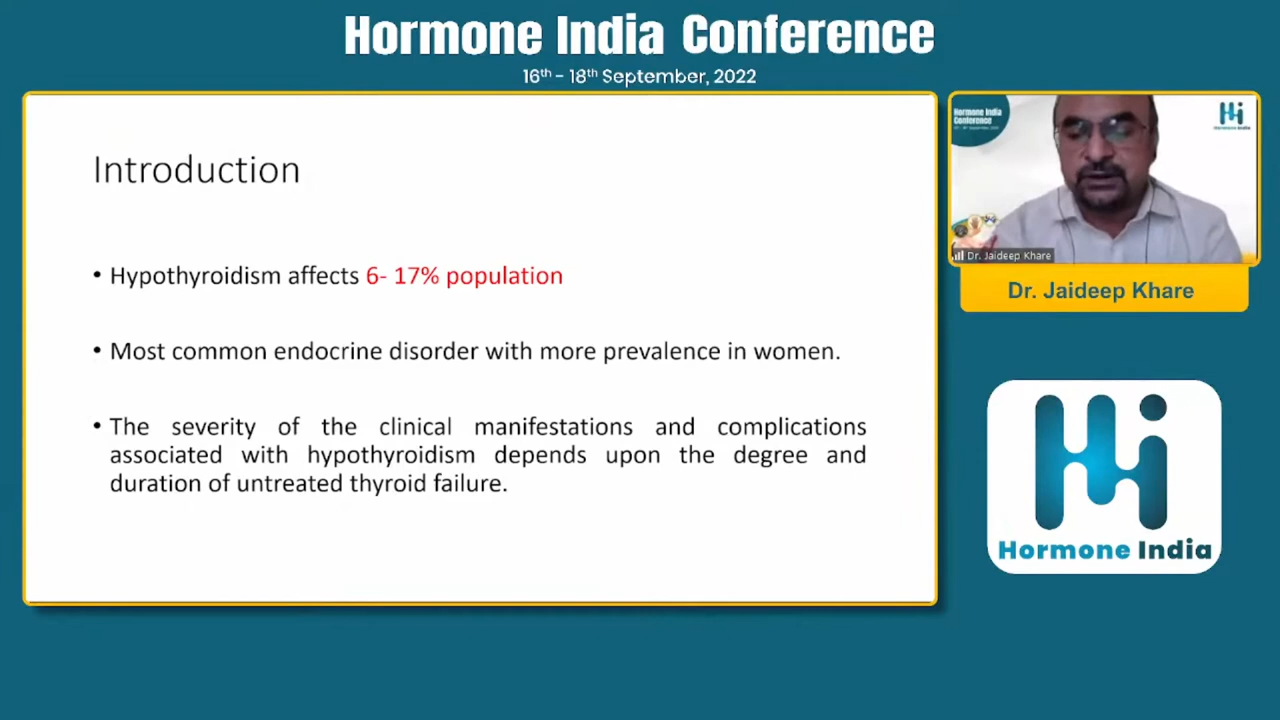 Hormone India Conference
16th - 18th September, 2022
Introduction
• Hypothyroidism affects 6- 17% population
• Most common endocrine disorder with more prevalence in women.
• The severity of the clinical manifestations and complications
associated with hypothyroidism depends upon the degree and
duration of untreated thyroid failure.
Hormone India
Conference
Hormone India
Dr. Jaideep Khare
Dr. Jaideep Khare
Hormone India